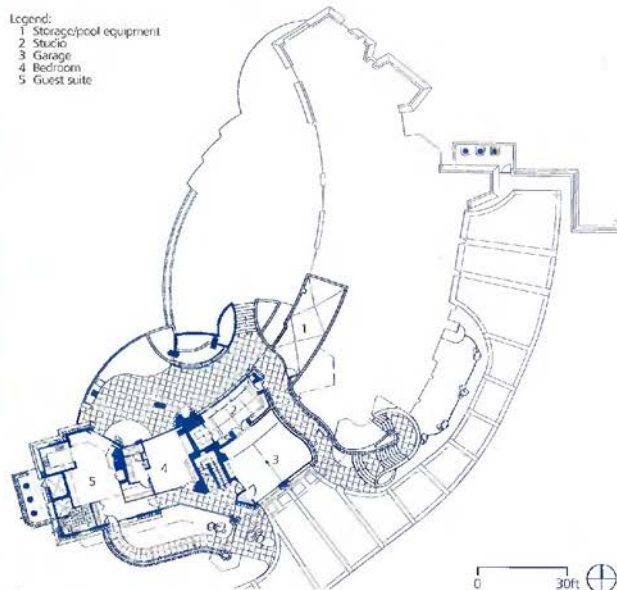 Legend:
1 Storage/pool equipment
2 Studio
3 Garage
4 Bedroom
5 Guest suite
1
2
3
4
5
0 30ft